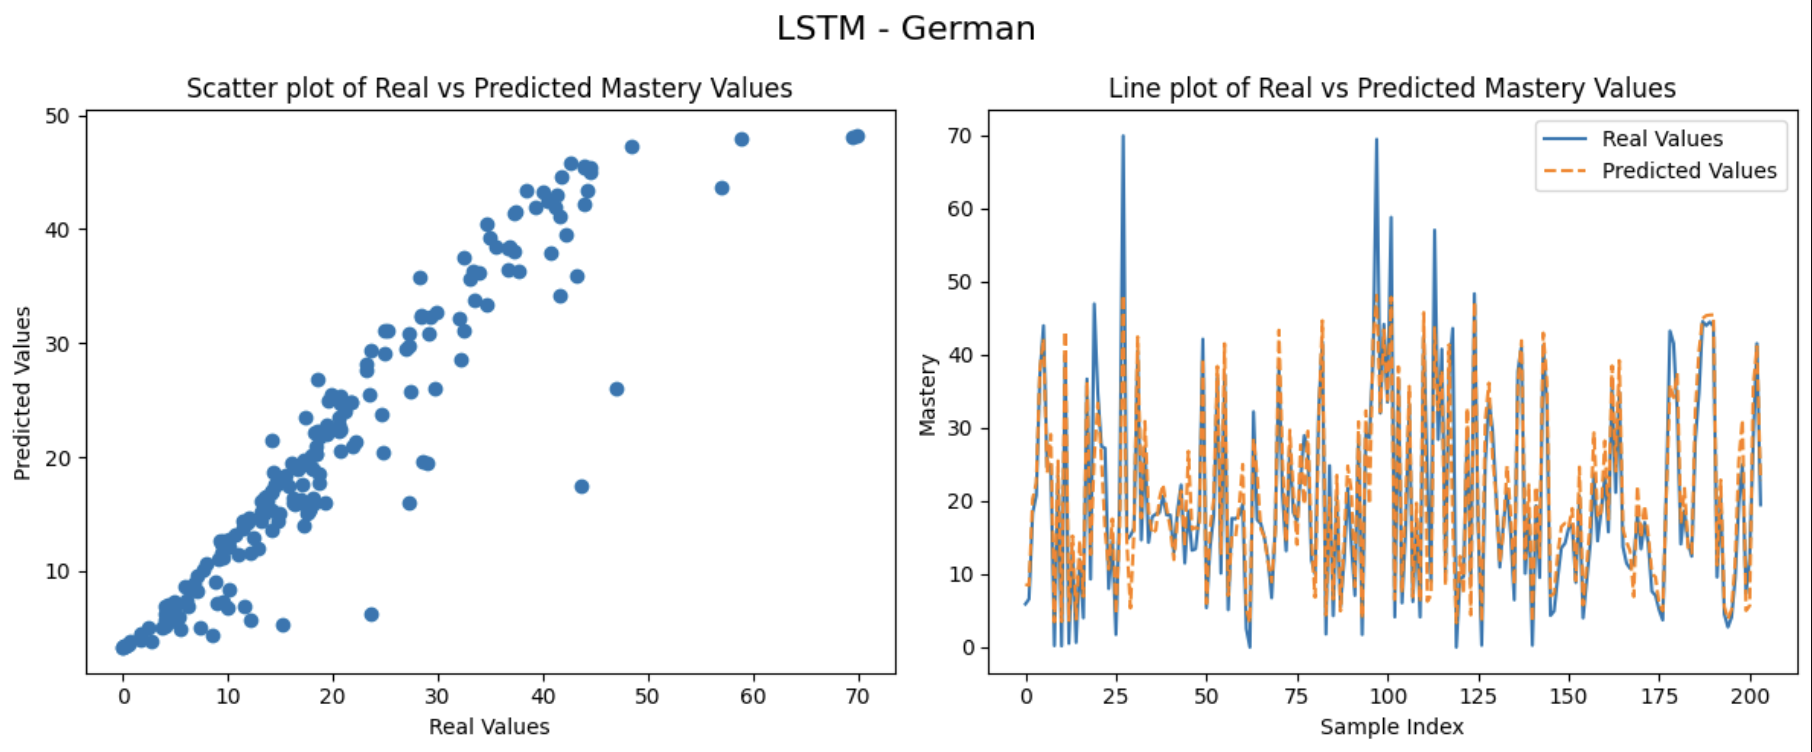 LSTM - German
Scatter plot of Real vs Predicted Mastery Values
50
40
30
20
10
Predicted Values
0 10 20 30 40 50 60 70
Real Values
Line plot of Real vs Predicted Mastery Values
Real Values
Predicted Values
70
60
50
40
30
20
10
0
Mastery
0 25 50 75 100 125 150 175 200
Sample Index